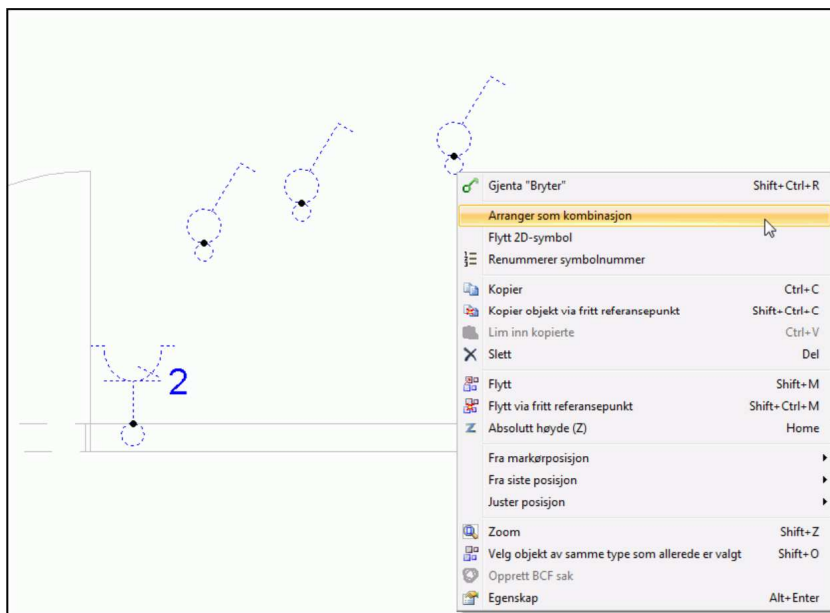 Gjenta "Bryter" Shift+Ctrl+R
Arranger som kombinasjon
Flytt 2D-symbol
Renummerer symbolnummer
Kopier Ctrl+C
Kopier objekt via fritt referansepunkt Shift+Ctrl+C
Lim inn kopierte Ctrl+V
Slett Del
Flytt Shift+M
Flytt via fritt referansepunkt Shift+Ctrl+M
Absolutt høyde (Z) Home
Fra markørposisjon
Fra siste posisjon
Juster posisjon
Zoom Shift+Z
Velg objekt av samme type som allerede er valgt Shift+O
Opprett BCF sak
Egenskap Alt+Enter
2